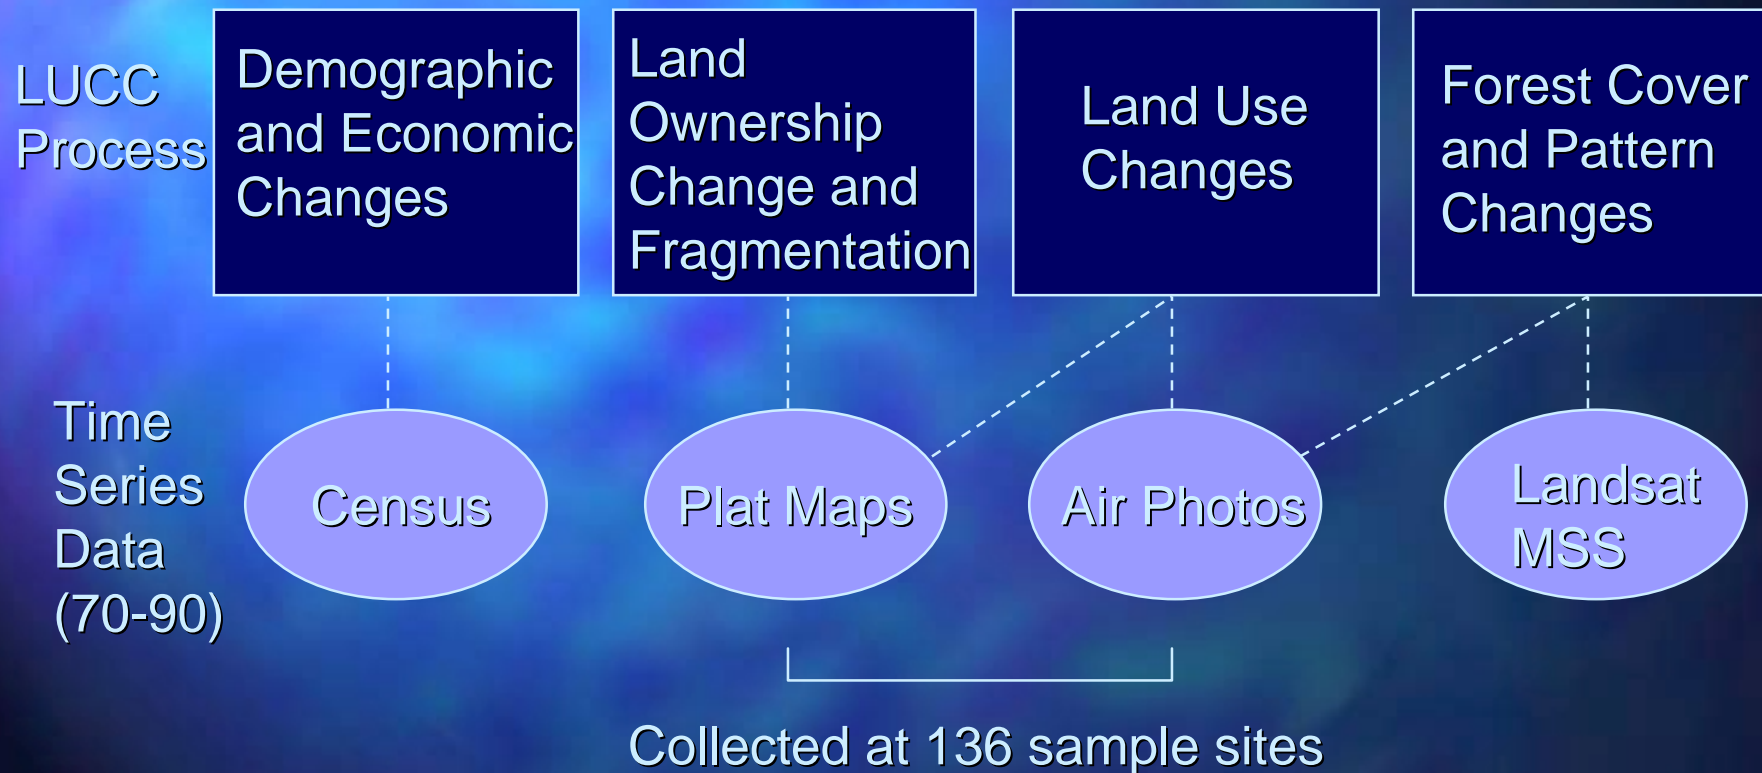 LUCC
Process
Demographic
and Economic
Changes
Land
Ownership
Change and
Fragmentation
Land Use
Changes
Forest Cover
and Pattern
Changes
Time
Series
Data
(70-90)
Census
Plat Maps
Air Photos
Landsat
MSS
Collected at 136 sample sites